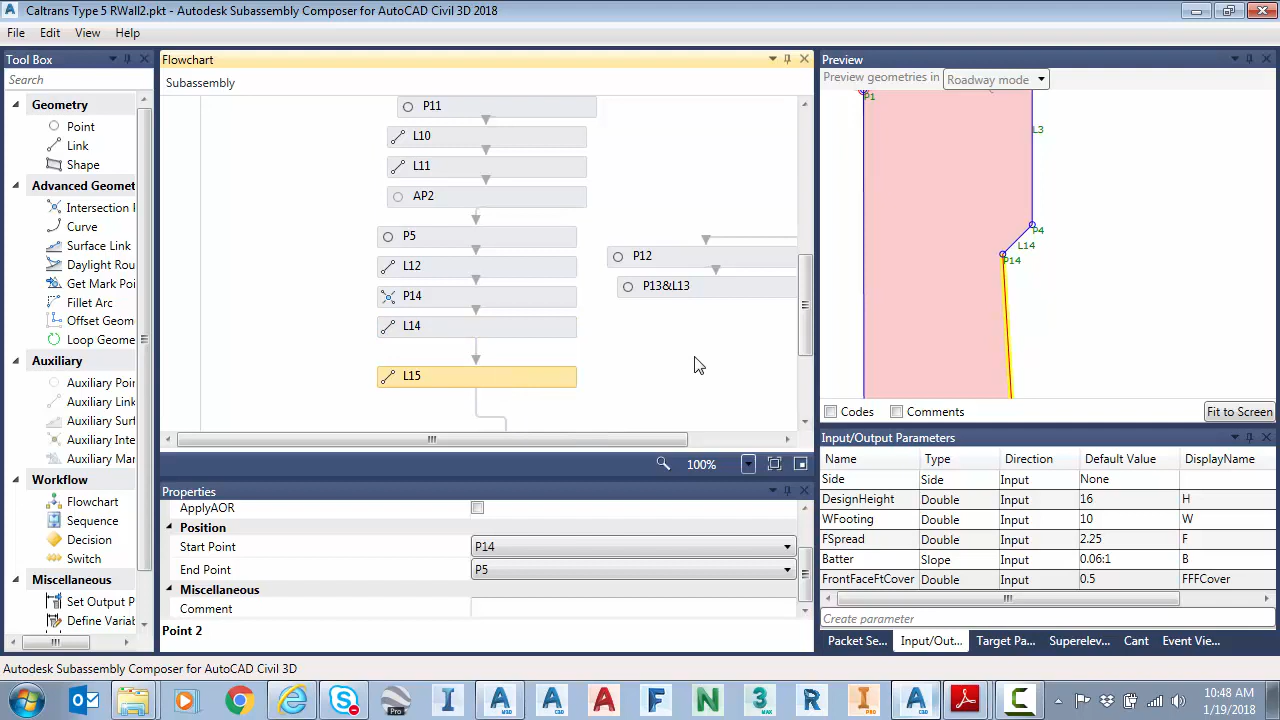 Caltrans Type 5 RWall2.pkt - Autodesk Subassembly Composer for AutoCAD Civil 3D 2018
File Edit View Help
Tool Box
Search
Geometry
Point
Link
Shape
Advanced Geomet
Intersection
Curve
Surface Link
Daylight Rou
Get Mark Poi
Fillet Arc
Offset Geom
Loop Geome
Auxiliary
Auxiliary Poi
Auxiliary Link
Auxiliary Surf
Auxiliary Inte
Auxiliary Mar
Workflow
Flowchart
Sequence
Decision
Switch
Miscellaneous
Set Output P
Define Variab
Flowchart
Subassembly
P11
L10
L11
AP2
P5
L12
P14
L14
L15
P12
P13&L13
100%
Properties
ApplyAOR
Position
Start Point P14
End Point P5
Miscellaneous
Comment
Point 2
Preview
Preview geometries in Roadway mode
P1
L3
P4
L14
P14
Codes Comments Fit to Screen
Input/Output Parameters
Name Type Direction Default Value DisplayName
Side Side Input None
DesignHeight Double Input 16 H
WFooting Double Input 10 W
FSpread Double Input 2.25 F
Batter Slope Input 0.06:1 B
FrontFaceFtCover Double Input 0.5 FFFCover
Create parameter
Packet Se... Input/Out... Target Pa... Superelev... Cant Event Vie...
Autodesk Subassembly Composer for AutoCAD Civil 3D
Pro
10:48 AM
1/19/2018